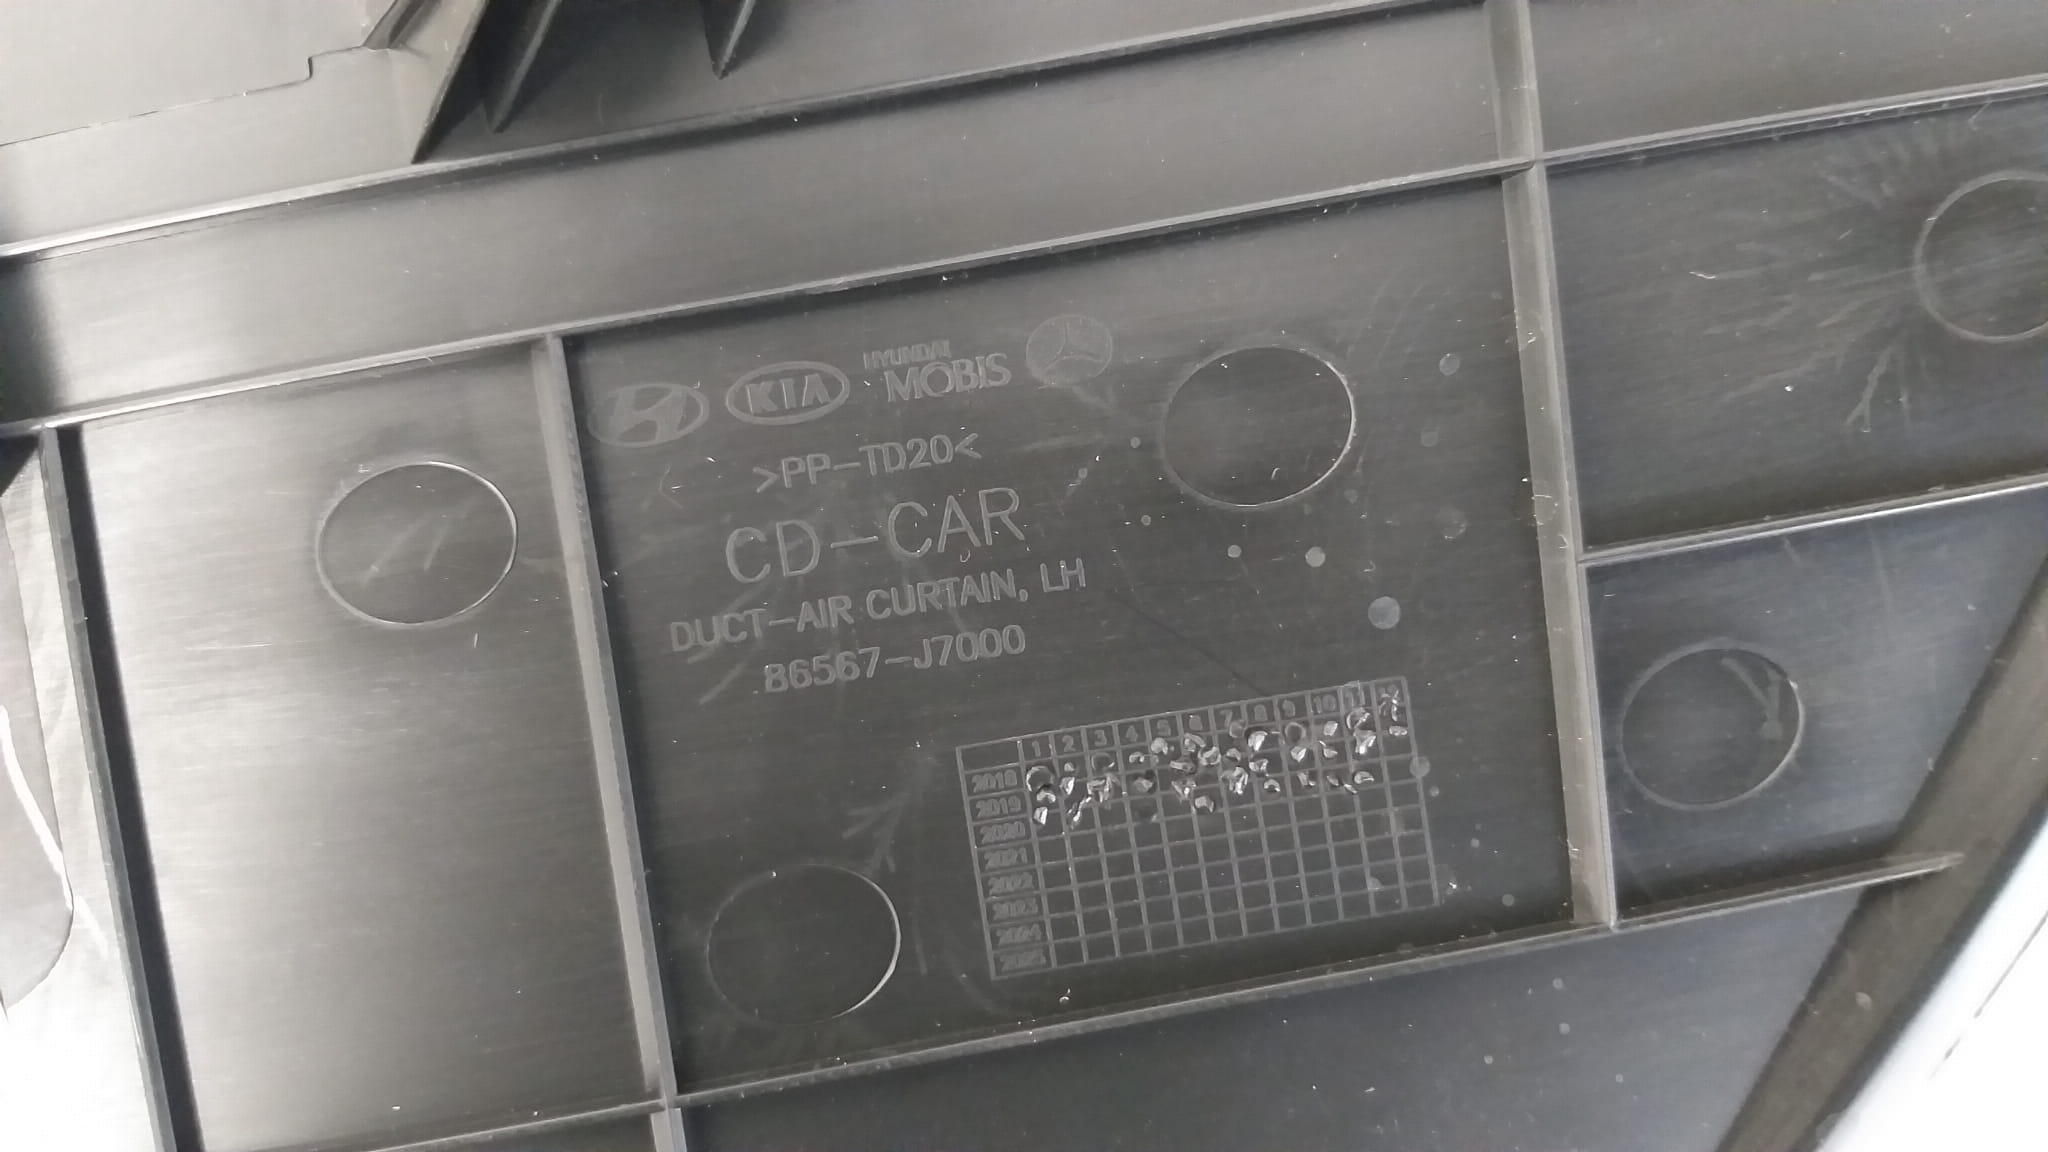 KIA HYUNDAI MOBIS
>PP-TD20<
CD-CAR
DUCT-AIR CURTAIN, LH
86567-J7000
1 2 3 4 5 6 7 8 9 10 11 12
2018
2019
2020
2021
2022
2023
2024
2025